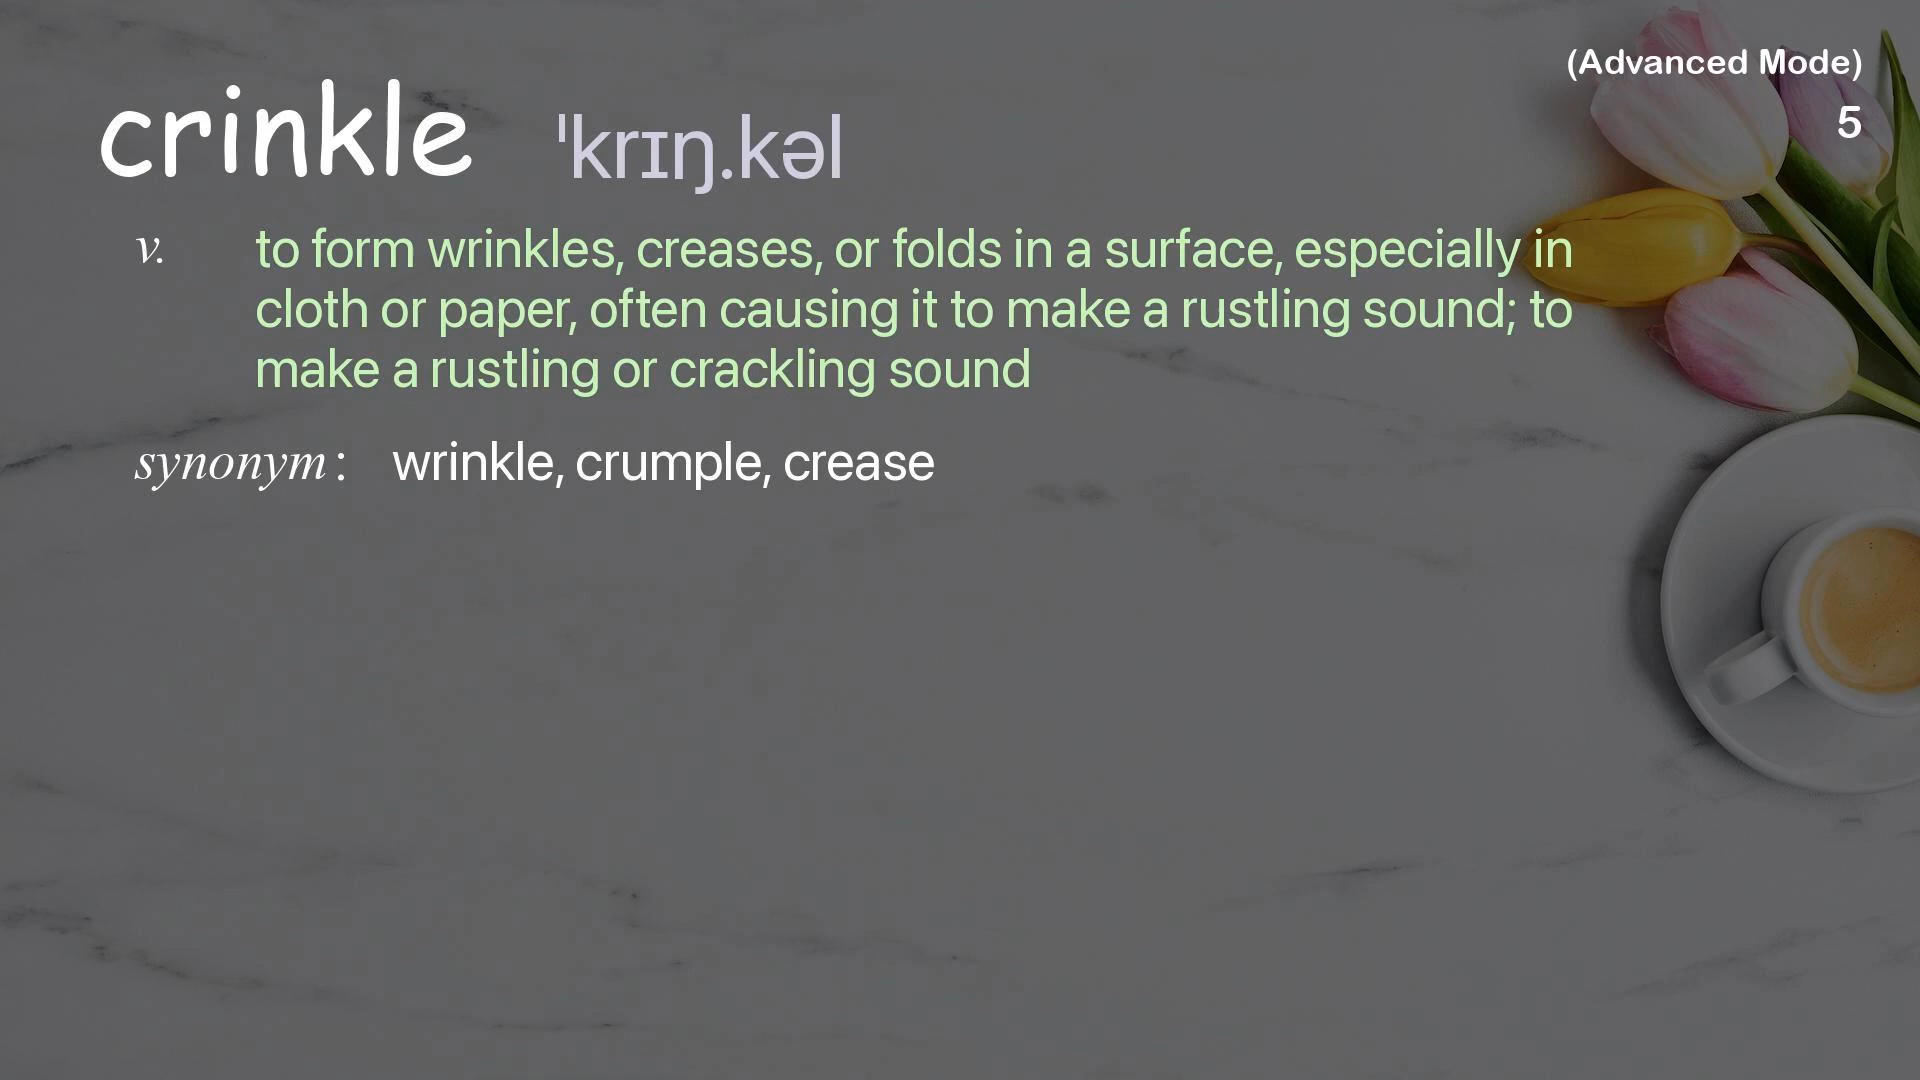 (Advanced Mode)
5
crinkle ˈkrɪŋ.kəl
v. to form wrinkles, creases, or folds in a surface, especially in
cloth or paper, often causing it to make a rustling sound; to
make a rustling or crackling sound
synonym: wrinkle, crumple, crease